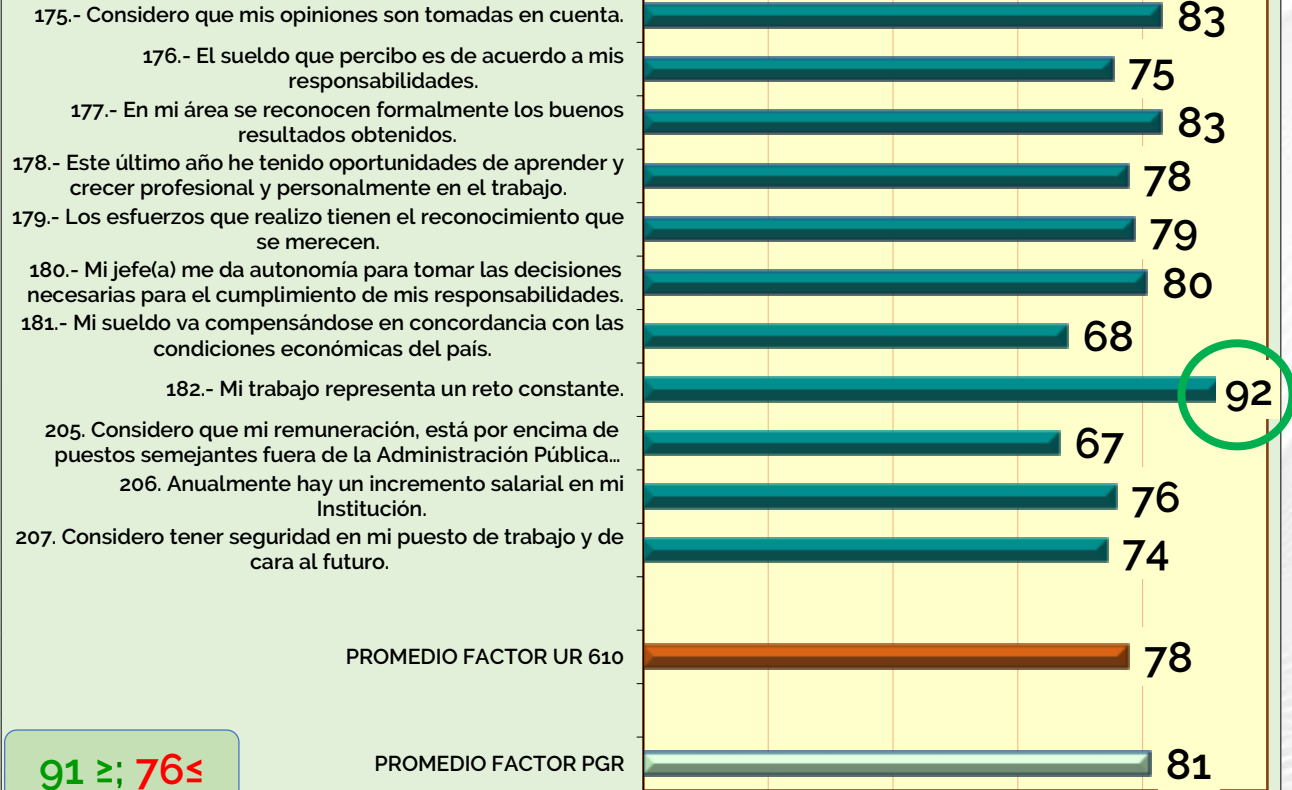 175.- Considero que mis opiniones son tomadas en cuenta.
83
176.- El sueldo que percibo es de acuerdo a mis
responsabilidades.
75
177.- En mi área se reconocen formalmente los buenos
resultados obtenidos.
83
178.- Este último año he tenido oportunidades de aprender y
crecer profesional y personalmente en el trabajo.
78
179.- Los esfuerzos que realizo tienen el reconocimiento que
se merecen.
79
180.- Mi jefe(a) me da autonomía para tomar las decisiones
necesarias para el cumplimiento de mis responsabilidades.
80
181.- Mi sueldo va compensándose en concordancia con las
condiciones económicas del país.
68
182.- Mi trabajo representa un reto constante.
92
205. Considero que mi remuneración, está por encima de
puestos semejantes fuera de la Administración Pública...
67
206. Anualmente hay un incremento salarial en mi
Institución.
76
207. Considero tener seguridad en mi puesto de trabajo y de
cara al futuro.
74
PROMEDIO FACTOR UR 610
78
PROMEDIO FACTOR PGR
81
91 ≥; 76≤